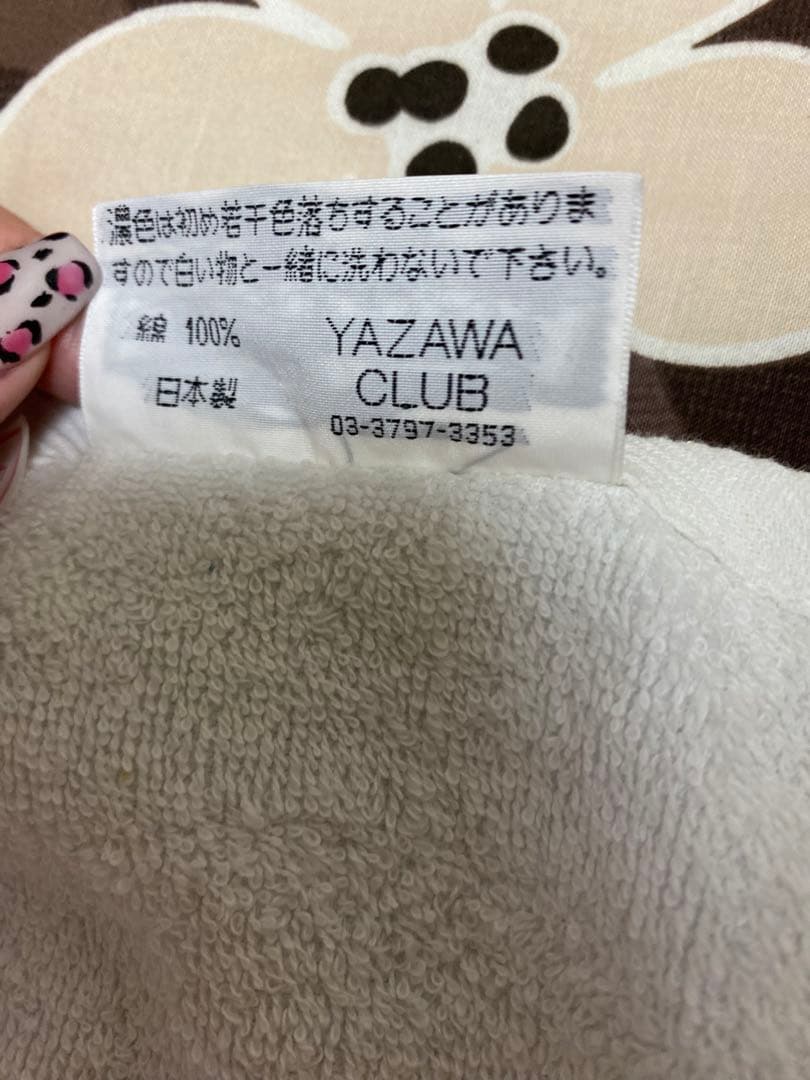 濃色は初め若干色落ちすることがありま
すので白い物と一緒に洗わないで下さい。
綿 100% YAZAWA
日本製 CLUB
03-3797-3353